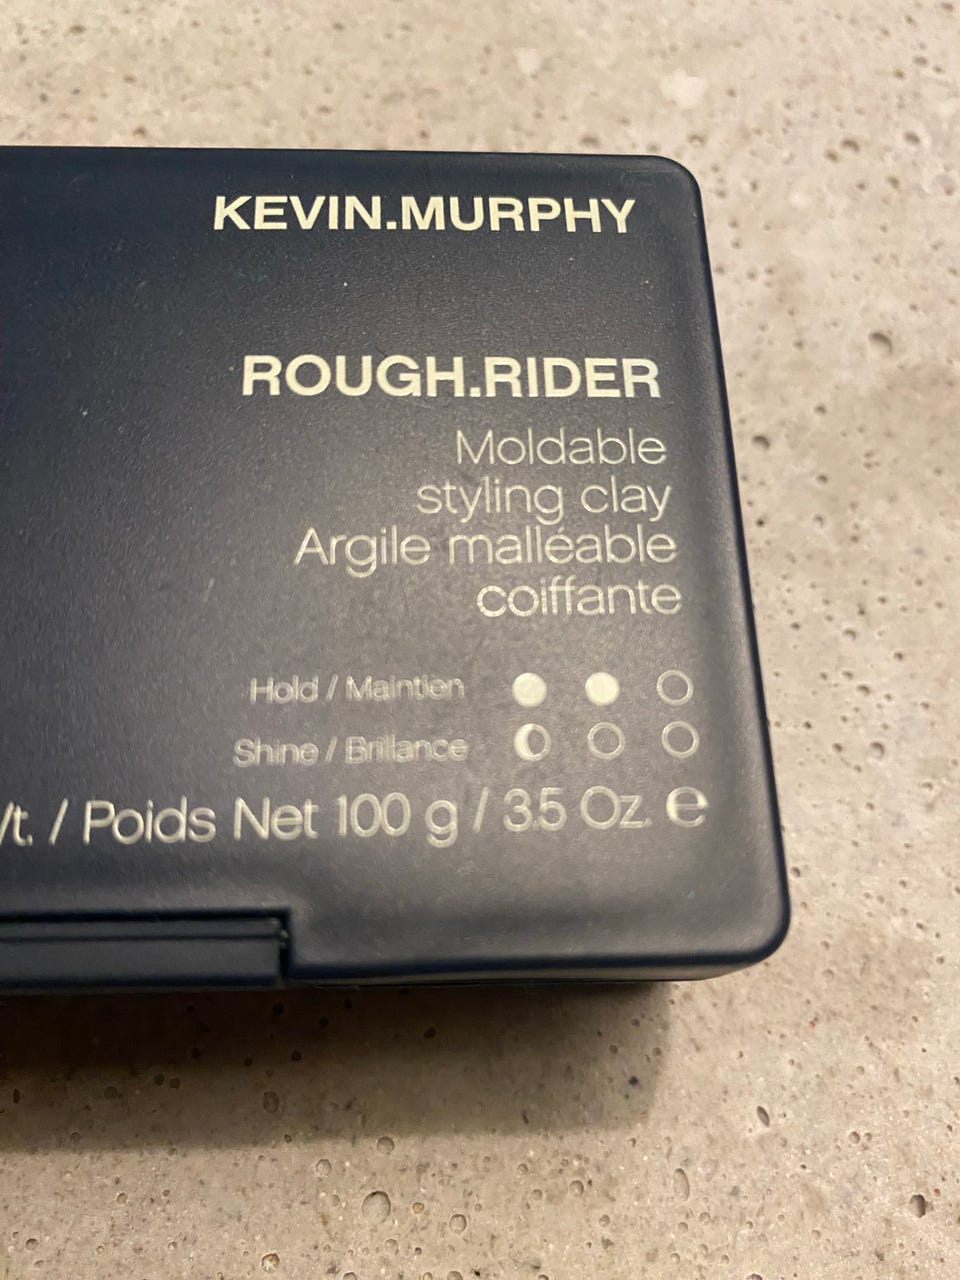 KEVIN.MURPHY
ROUGH.RIDER
Moldable
styling clay
Argile malléable
coiffante
Hold / Maintien
Shine / Brillance
/ Poids Net 100 g / 3.5 Oz. ℮